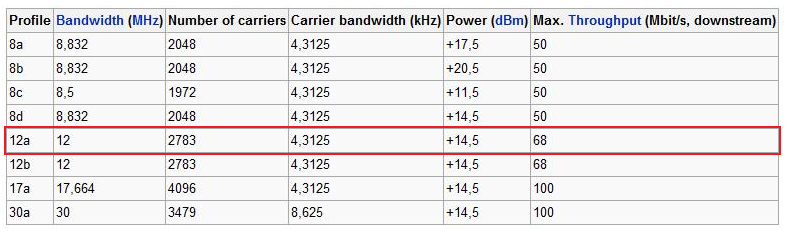 Profile Bandwidth (MHz) Number of carriers Carrier bandwidth (kHz) Power (dBm) Max. Throughput (Mbit/s, downstream)
8a 8,832 2048 4,3125 +17,5 50
8b 8,832 2048 4,3125 +20,5 50
8c 8,5 1972 4,3125 +11,5 50
8d 8,832 2048 4,3125 +14,5 50
12a 12 2783 4,3125 +14,5 68
12b 12 2783 4,3125 +14,5 68
17a 17,664 4096 4,3125 +14,5 100
30a 30 3479 8,625 +14,5 100